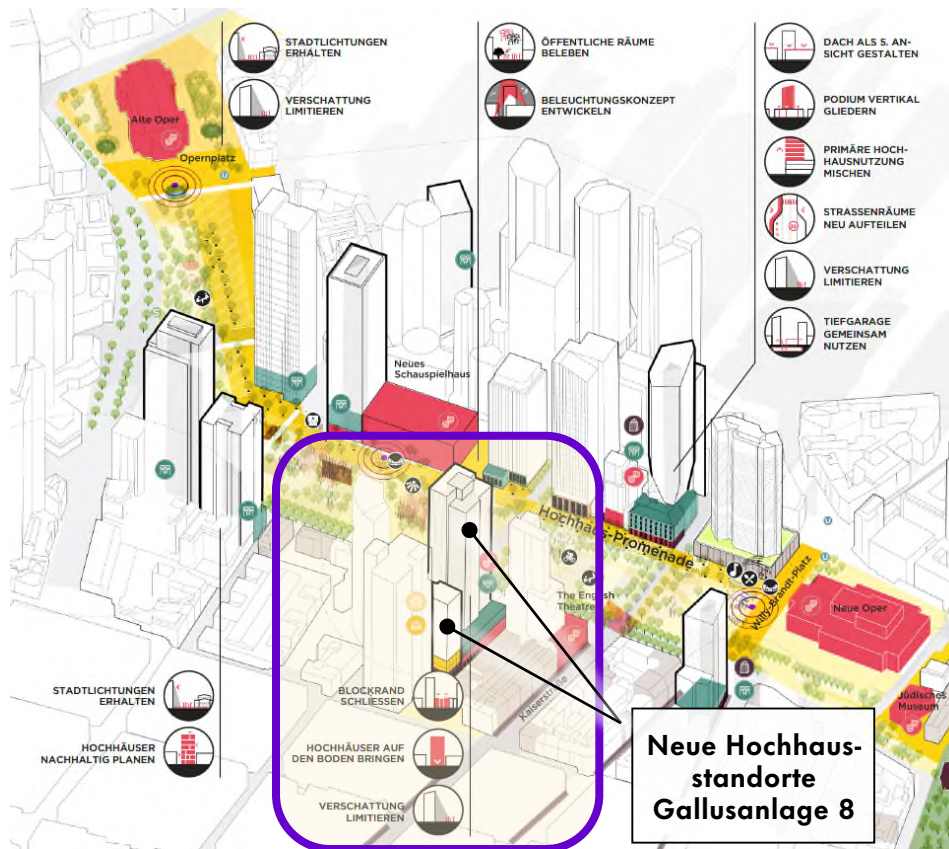 STADTLICHTUNGEN
ERHALTEN
VERSCHATTUNG
LIMITIEREN
ÖFFENTLICHE RÄUME
BELEBEN
BELEUCHTUNGSKONZEPT
ENTWICKELN
DACH ALS 5. AN-
SICHT GESTALTEN
PODIUM VERTIKAL
GLIEDERN
PRIMÄRE HOCH-
HAUSNUTZUNG
MISCHEN
STRASSENRÄUME
NEU AUFTEILEN
VERSCHATTUNG
LIMITIEREN
TIEFGARAGE
GEMEINSAM
NUTZEN
Alte Oper
Opernplatz
U
S
Neues
Schauspielhaus
Hochhaus-Promenade
U
The English
Theatre
Willy-Brandt-Platz
U
Neue Oper
Jüdisches
Museum
Kaiserstraße
STADTLICHTUNGEN
ERHALTEN
HOCHHÄUSER
NACHHALTIG PLANEN
BLOCKRAND
SCHLIESSEN
HOCHHÄUSER AUF
DEN BODEN BRINGEN
VERSCHATTUNG
LIMITIEREN
Neue Hochhaus-
standorte
Gallusanlage 8